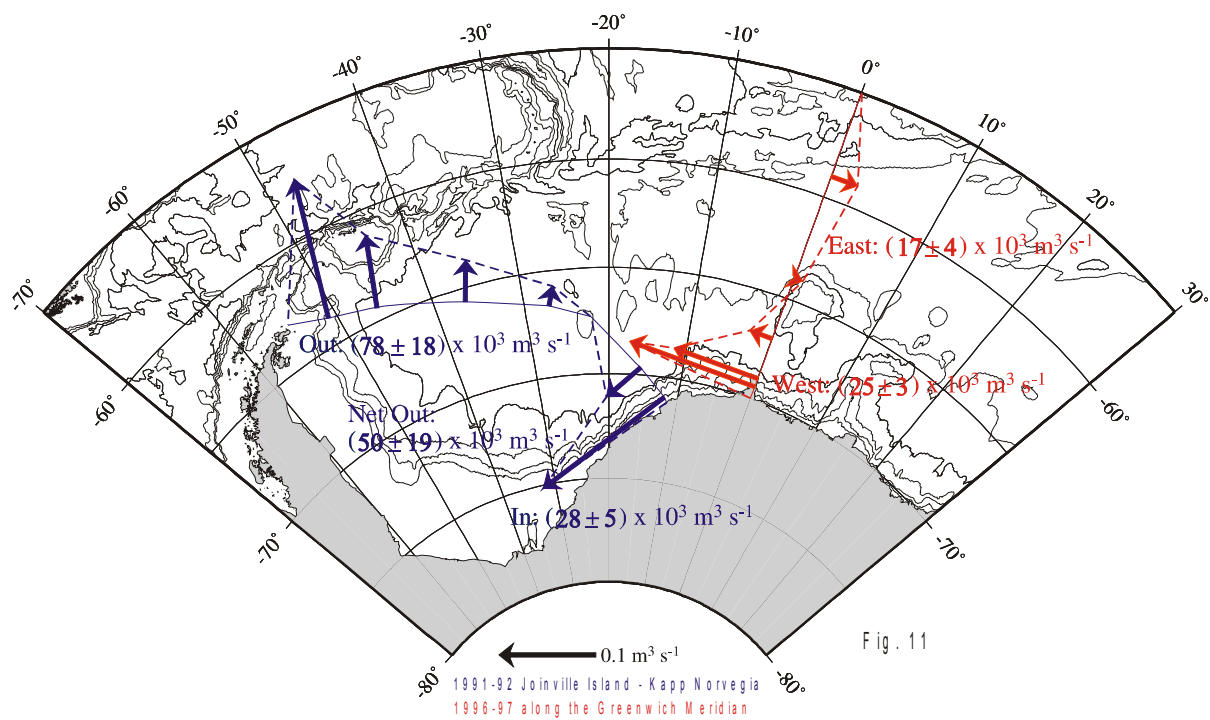 -20°
-30°
-10°
-40°
0°
-50°
10°
-60°
20°
-70°
30°
East: (17±4) x 10³ m³ s⁻¹
Out: (78±18) x 10³ m³ s⁻¹
West: (25±3) x 10³ m³ s⁻¹
Net Out:
(50±19) x 10³ m³ s⁻¹
-60°
-60°
In: (28±5) x 10³ m³ s⁻¹
-70°
-70°
Fig. 11
0.1 m³ s⁻¹
-80°
-80°
1991-92 Joinville Island - Kapp Norvegia
1996-97 along the Greenwich Meridian